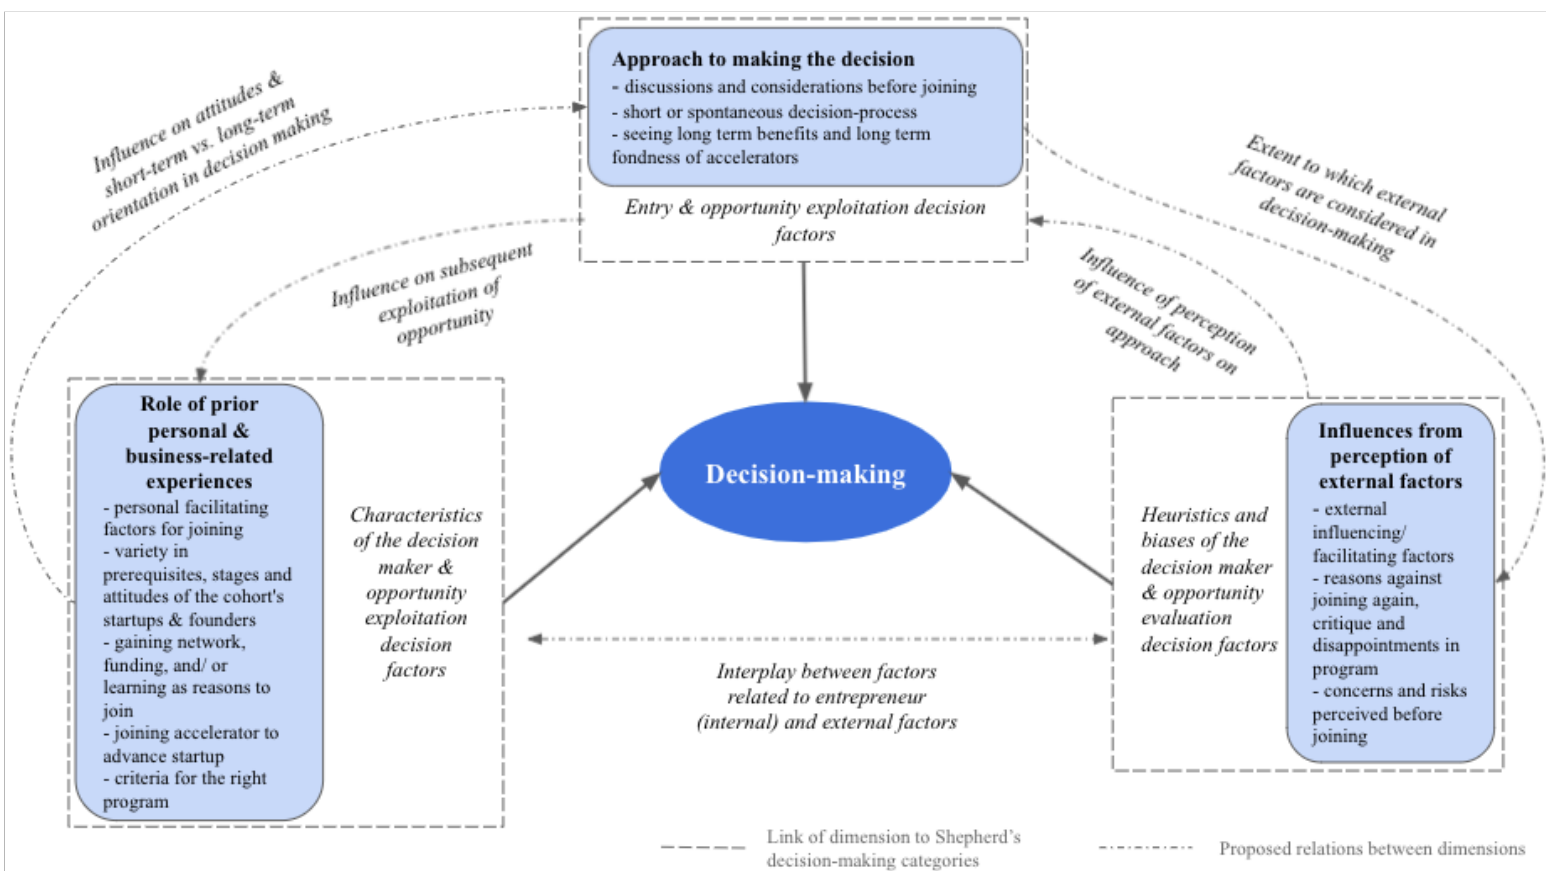 Approach to making the decision
- discussions and considerations before joining
- short or spontaneous decision-process
- seeing long term benefits and long term
fondness of accelerators
Entry & opportunity exploitation decision
factors
Influence on attitudes &
short-term vs. long-term
orientation in decision making
Influence on subsequent
exploitation of
opportunity
Extent to which external
factors are considered in
decision-making
Influence of perception
of external factors on
approach
Role of prior
personal &
business-related
experiences
- personal facilitating
factors for joining
- variety in
prerequisites, stages and
attitudes of the cohort's
startups & founders
- gaining network,
funding, and/ or
learning as reasons to
join
- joining accelerator to
advance startup
- criteria for the right
program
Characteristics
of the decision
maker &
opportunity
exploitation
decision
factors
Decision-making
Interplay between factors
related to entrepreneur
(internal) and external factors
Heuristics and
biases of the
decision maker
& opportunity
evaluation
decision factors
Influences from
perception of
external factors
- external
influencing/
facilitating factors
- reasons against
joining again,
critique and
disappointments in
program
- concerns and risks
perceived before
joining
Link of dimension to Shepherd's
decision-making categories
Proposed relations between dimensions